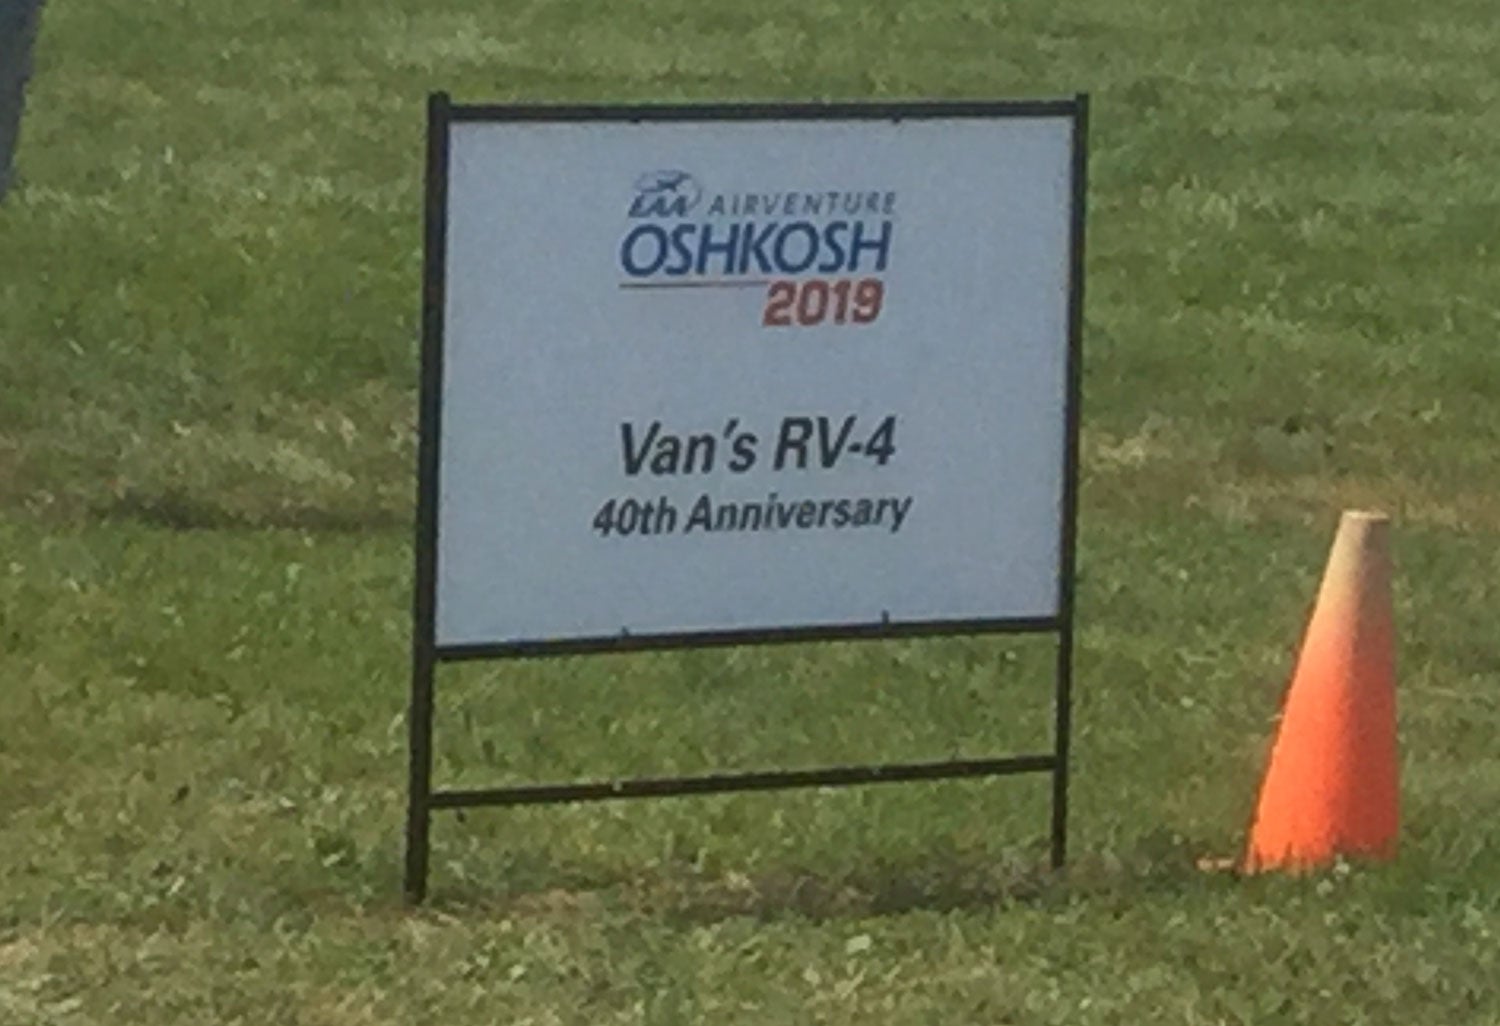 EAA AIRVENTURE
OSHKOSH
2019
Van's RV-4
40th Anniversary